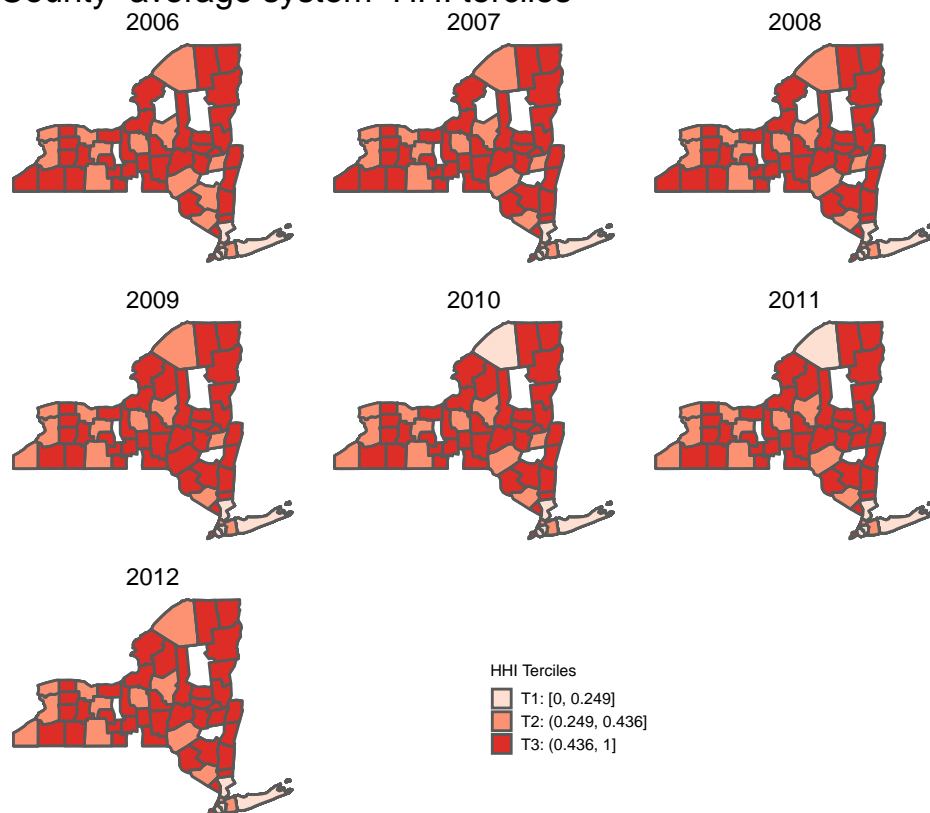 County−average system−HHI terciles
2006
2007
2008
2009
2010
2011
2012
HHI Terciles
T1: [0, 0.249]
T2: (0.249, 0.436]
T3: (0.436, 1]